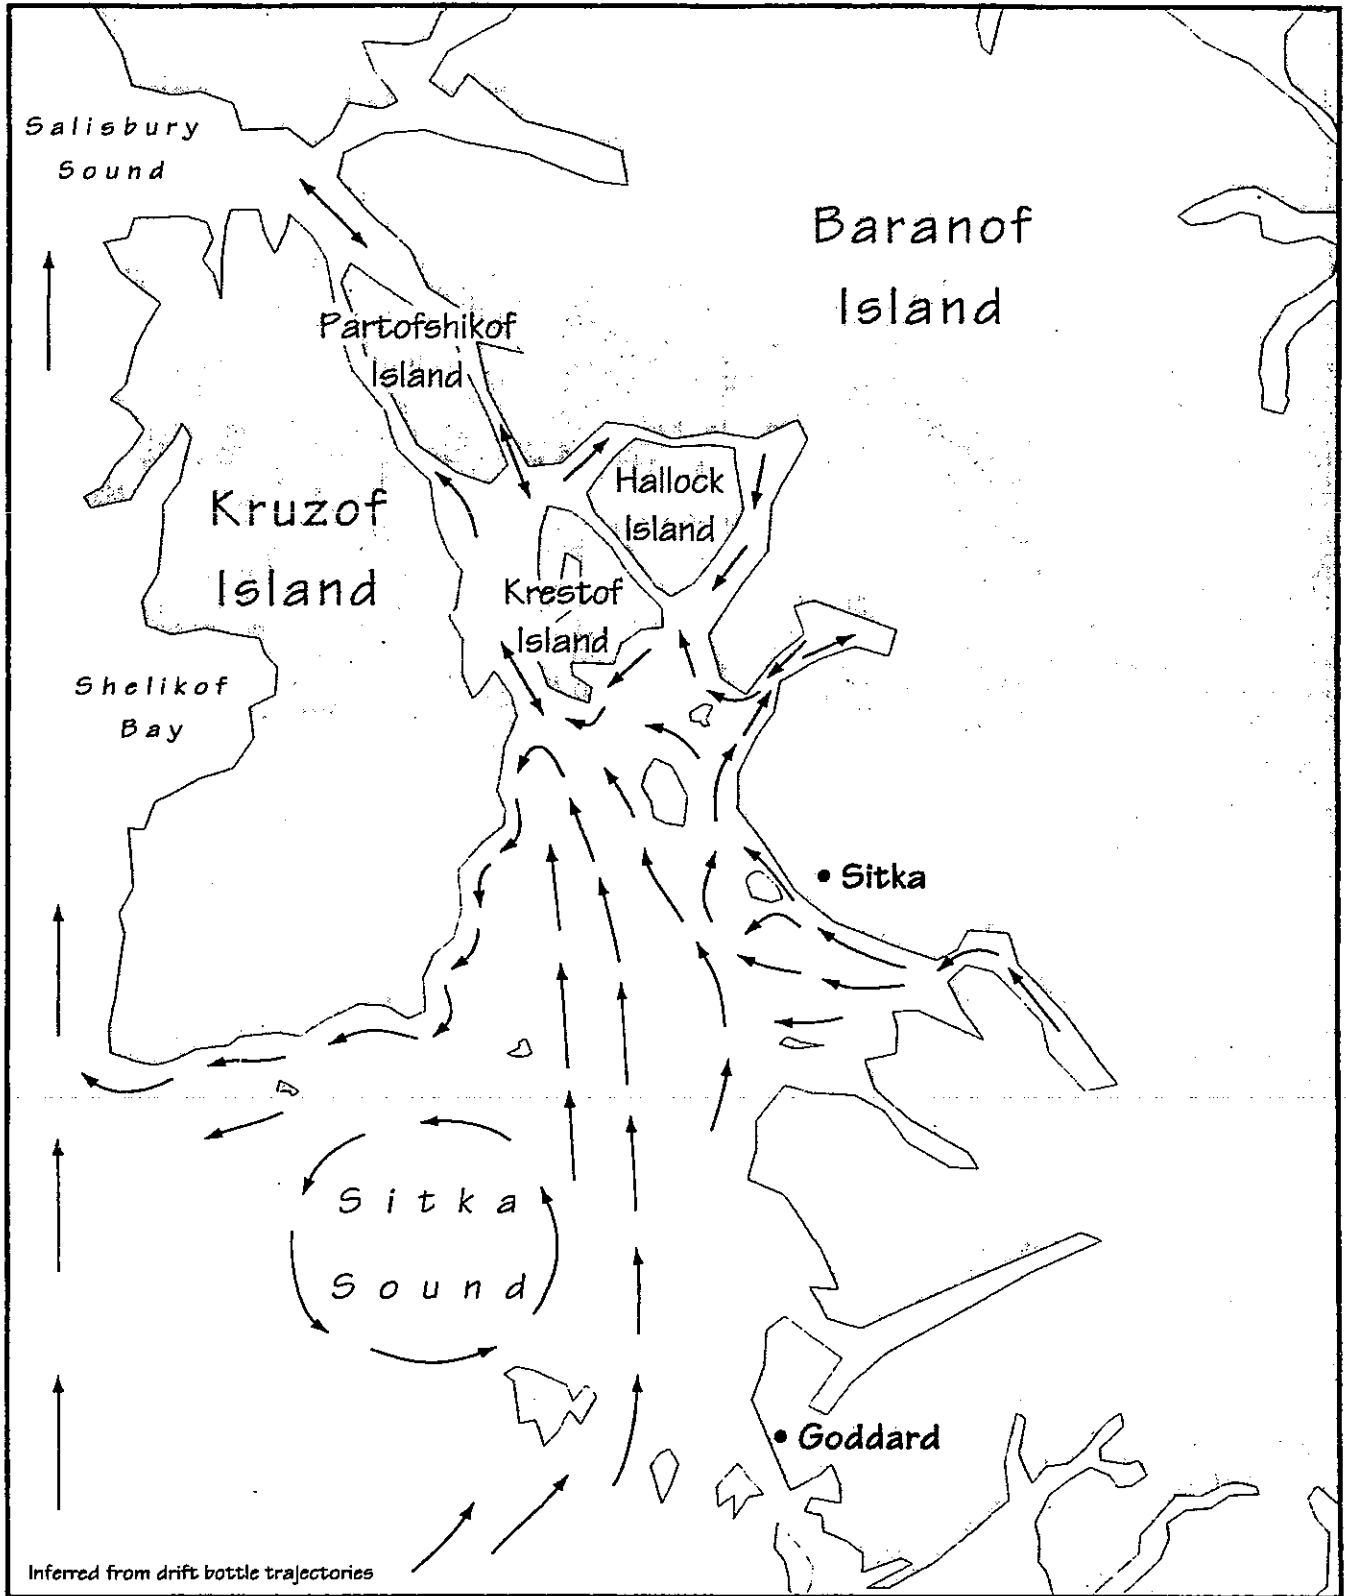 Salisbury
Sound
Baranof
Island
Partofshikof
Island
Hallock
Island
Kruzof
Island
Krestof
Island
Shelikof
Bay
Sitka
Sitka
Sound
Goddard
Inferred from drift bottle trajectories